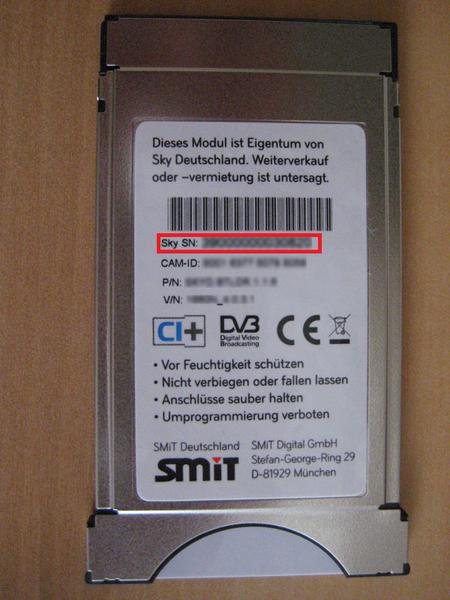 Dieses Modul ist Eigentum von
Sky Deutschland. Weiterverkauf
oder –vermietung ist untersagt.
Sky SN:
CAM-ID:
P/N:
V/N:
CI+ DVB CE
Digital Video
Broadcasting
• Vor Feuchtigkeit schützen
• Nicht verbiegen oder fallen lassen
• Anschlüsse sauber halten
• Umprogrammierung verboten
SMiT Deutschland SMiT Digital GmbH
SMiT Stefan-George-Ring 29
D-81929 München